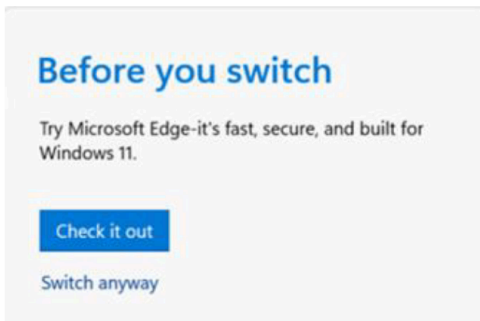 Before you switch
Try Microsoft Edge-it's fast, secure, and built for
Windows 11.
Check it out
Switch anyway